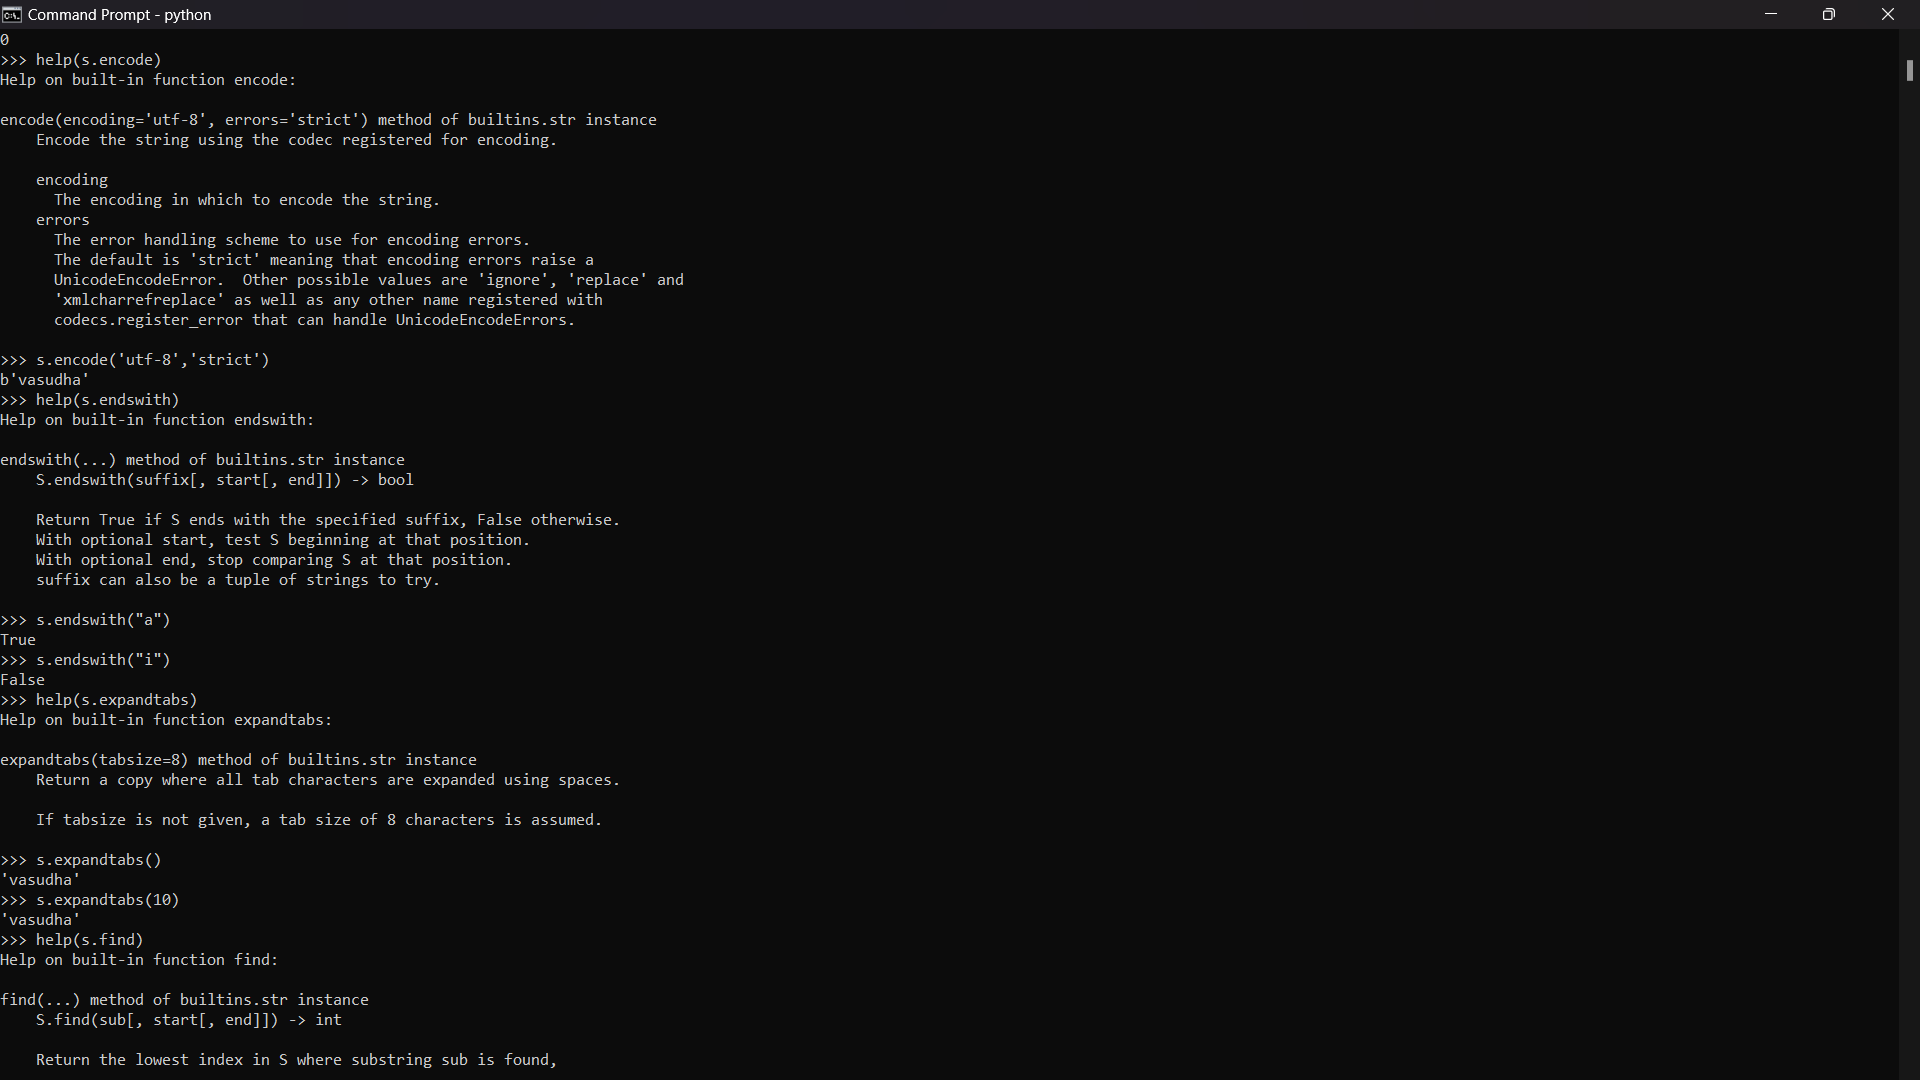 Command Prompt - python
0
>>> help(s.encode)
Help on built-in function encode:
encode(encoding='utf-8', errors='strict') method of builtins.str instance
    Encode the string using the codec registered for encoding.
    encoding
      The encoding in which to encode the string.
    errors
      The error handling scheme to use for encoding errors.
      The default is 'strict' meaning that encoding errors raise a
      UnicodeEncodeError.  Other possible values are 'ignore', 'replace' and
      'xmlcharrefreplace' as well as any other name registered with
      codecs.register_error that can handle UnicodeEncodeErrors.
>>> s.encode('utf-8','strict')
b'vasudha'
>>> help(s.endswith)
Help on built-in function endswith:
endswith(...) method of builtins.str instance
    S.endswith(suffix[, start[, end]]) -> bool
    Return True if S ends with the specified suffix, False otherwise.
    With optional start, test S beginning at that position.
    With optional end, stop comparing S at that position.
    suffix can also be a tuple of strings to try.
>>> s.endswith("a")
True
>>> s.endswith("i")
False
>>> help(s.expandtabs)
Help on built-in function expandtabs:
expandtabs(tabsize=8) method of builtins.str instance
    Return a copy where all tab characters are expanded using spaces.
    If tabsize is not given, a tab size of 8 characters is assumed.
>>> s.expandtabs()
'vasudha'
>>> s.expandtabs(10)
'vasudha'
>>> help(s.find)
Help on built-in function find:
find(...) method of builtins.str instance
    S.find(sub[, start[, end]]) -> int
    Return the lowest index in S where substring sub is found,